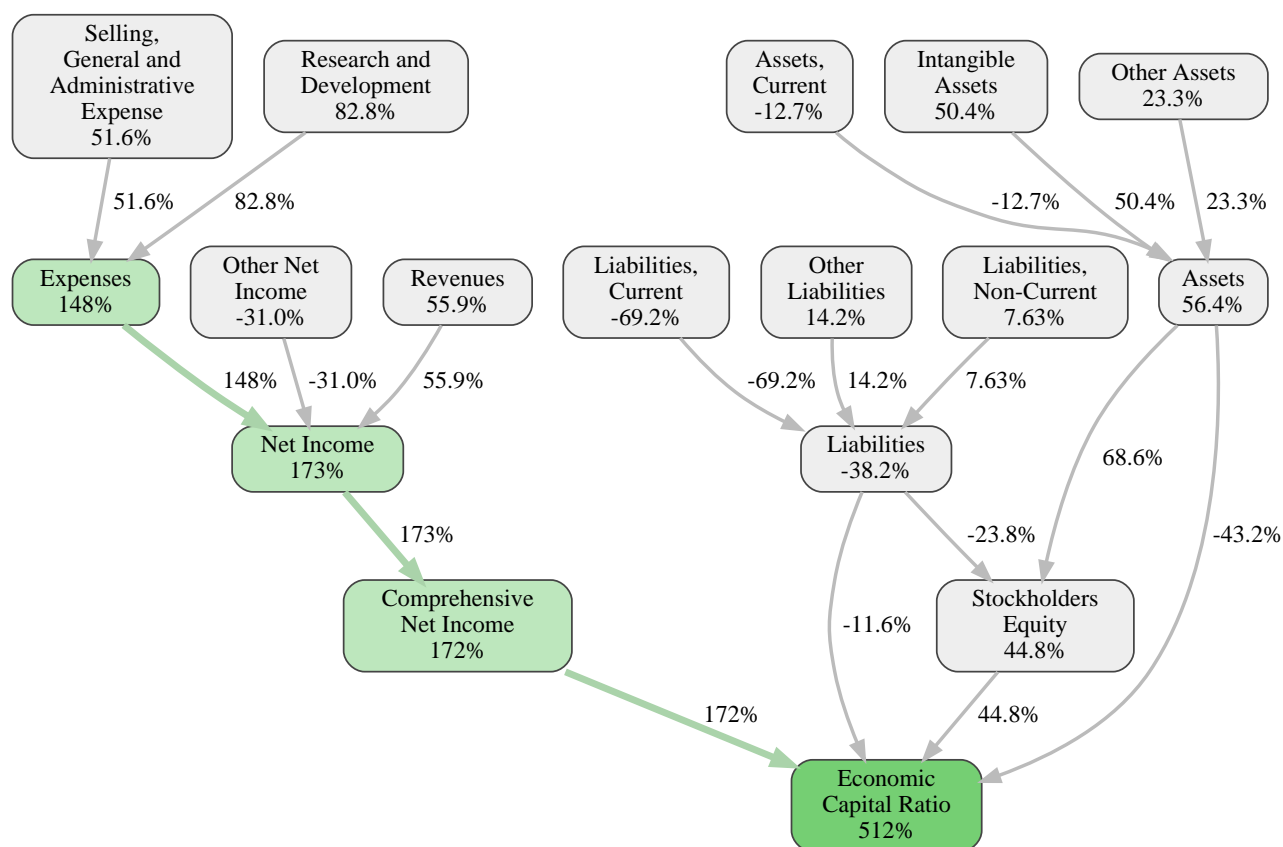 Selling,
General and
Administrative
Expense
51.6%
Research and
Development
82.8%
Assets,
Current
-12.7%
Intangible
Assets
50.4%
Other Assets
23.3%
51.6%
82.8%
-12.7%
50.4%
23.3%
Expenses
148%
Other Net
Income
-31.0%
Revenues
55.9%
Liabilities,
Current
-69.2%
Other
Liabilities
14.2%
Liabilities,
Non-Current
7.63%
Assets
56.4%
148%
-31.0%
55.9%
-69.2%
14.2%
7.63%
Net Income
173%
Liabilities
-38.2%
68.6%
173%
-23.8%
-43.2%
Comprehensive
Net Income
172%
-11.6%
Stockholders
Equity
44.8%
172%
44.8%
Economic
Capital Ratio
512%